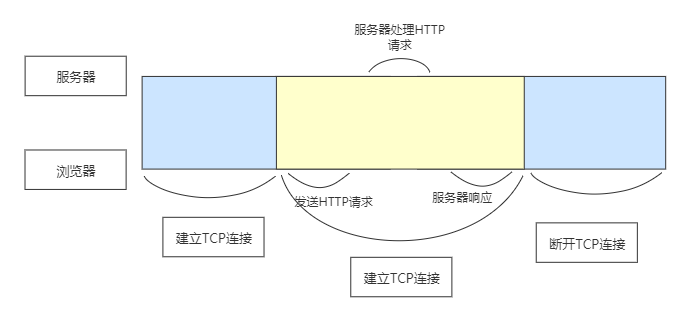 服务器处理HTTP
请求
服务器
浏览器
发送HTTP请求
服务器响应
建立TCP连接
断开TCP连接
建立TCP连接